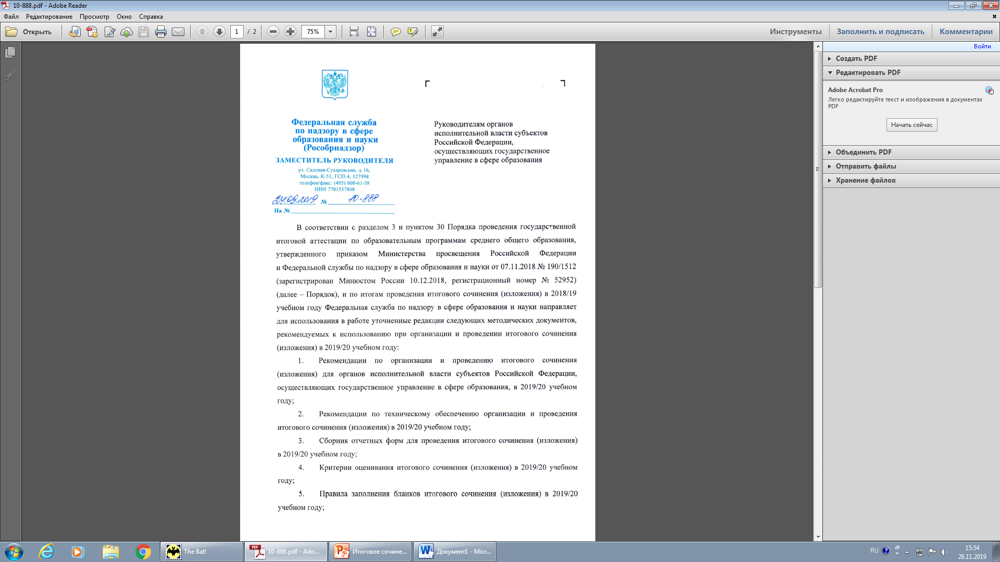 10-888.pdf - Adobe Reader
Файл Редактирование Просмотр Окно Справка
Открыть 1 / 2 75% Инструменты Заполнить и подписать Комментарии
Войти
Создать PDF
Редактировать PDF
Adobe Acrobat Pro
Легко редактируйте текст и изображения в документах
PDF
Начать сейчас
Объединить PDF
Отправить файлы
Хранение файлов
Федеральная служба
по надзору в сфере
образования и науки
(Рособрнадзор)
ЗАМЕСТИТЕЛЬ РУКОВОДИТЕЛЯ
ул. Садовая-Сухаревская, д. 16,
Москва, К-51, ГСП-4, 127994
телефон/факс: (495) 608-61-58
ИНН 7701537808
24.09.2019 № 10-888
На №
Руководителям органов
исполнительной власти субъектов
Российской Федерации,
осуществляющих государственное
управление в сфере образования
В соответствии с разделом 3 и пунктом 30 Порядка проведения государственной
итоговой аттестации по образовательным программам среднего общего образования,
утвержденного приказом Министерства просвещения Российской Федерации
и Федеральной службы по надзору в сфере образования и науки от 07.11.2018 № 190/1512
(зарегистрирован Минюстом России 10.12.2018, регистрационный номер № 52952)
(далее – Порядок), и по итогам проведения итогового сочинения (изложения) в 2018/19
учебном году Федеральная служба по надзору в сфере образования и науки направляет
для использования в работе уточненные редакции следующих методических документов,
рекомендуемых к использованию при организации и проведении итогового сочинения
(изложения) в 2019/20 учебном году:
1. Рекомендации по организации и проведению итогового сочинения
(изложения) для органов исполнительной власти субъектов Российской Федерации,
осуществляющих государственное управление в сфере образования, в 2019/20 учебном
году;
2. Рекомендации по техническому обеспечению организации и проведения
итогового сочинения (изложения) в 2019/20 учебном году;
3. Сборник отчетных форм для проведения итогового сочинения (изложения)
в 2019/20 учебном году;
4. Критерии оценивания итогового сочинения (изложения) в 2019/20 учебном
году;
5. Правила заполнения бланков итогового сочинения (изложения) в 2019/20
учебном году;
The Bat! 10-888.pdf - Ado... Итоговое сочине... Документ1 - Micr... RU 15:54
26.11.2019